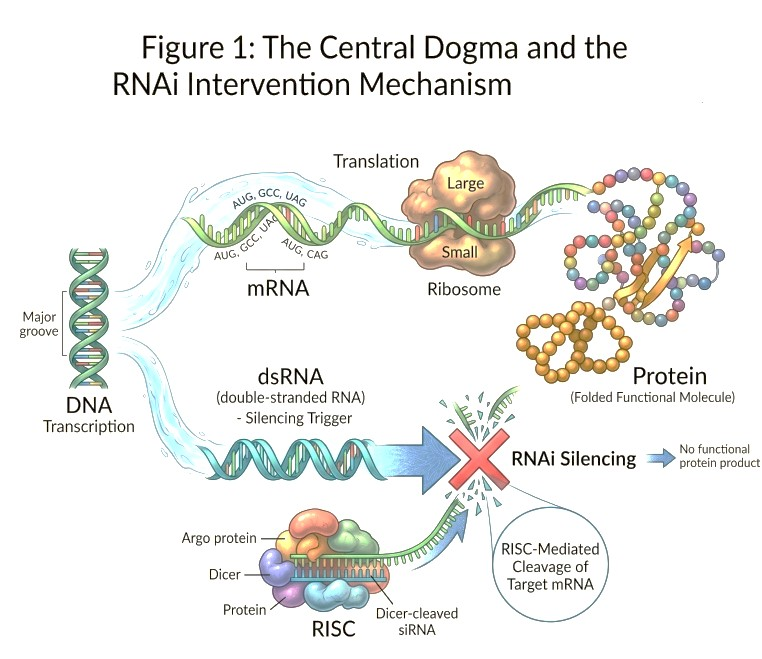 Figure 1: The Central Dogma and the
RNAi Intervention Mechanism
Translation
AUG, GCC, UAG
Large
AUG, GCC, UAG
AUG, CAG
Small
mRNA
Ribosome
Major
groove
DNA
Transcription
dsRNA
(double-stranded RNA)
- Silencing Trigger
Protein
(Folded Functional Molecule)
RNAi Silencing
No functional
protein product
Argo protein
Dicer
Protein
RISC
Dicer-cleaved
siRNA
RISC-Mediated
Cleavage of
Target mRNA